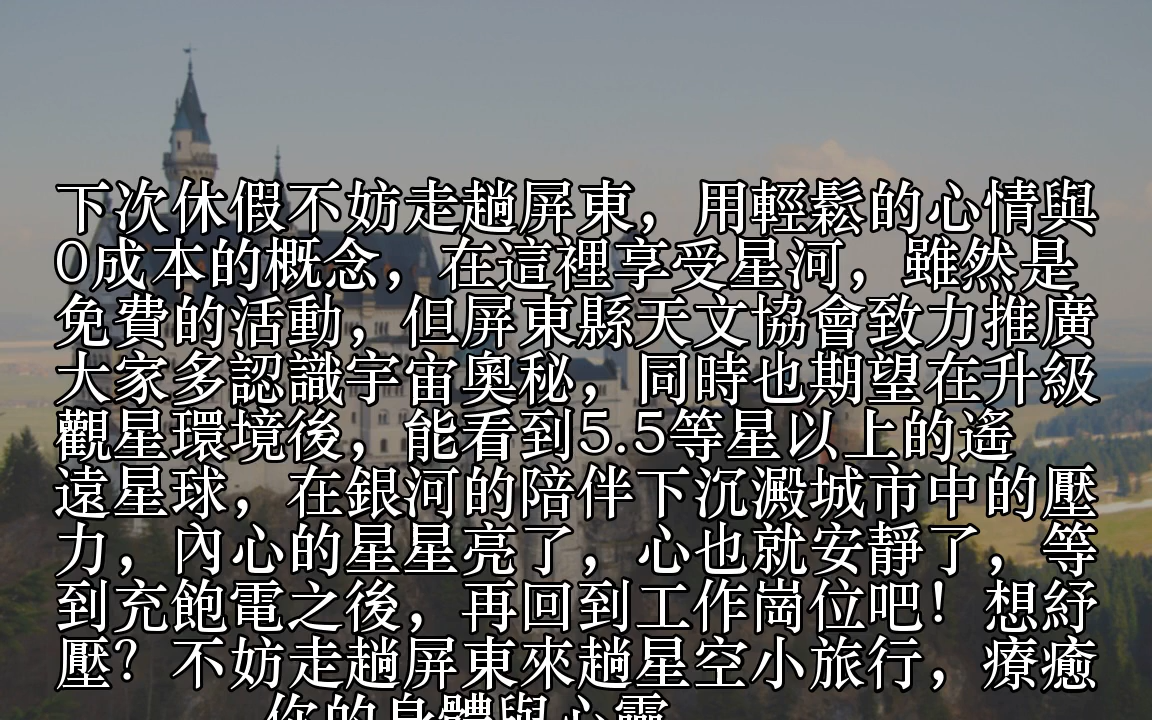 下次休假不妨走趟屏東，用輕鬆的心情與
0成本的概念，在這裡享受星河，雖然是
免費的活動，但屏東縣天文協會致力推廣
大家多認識宇宙奧秘，同時也期望在升級
觀星環境後，能看到5.5等星以上的遙
遠星球，在銀河的陪伴下沉澱城市中的壓
力，內心的星星亮了，心也就安靜了，等
到充飽電之後，再回到工作崗位吧！想紓
壓？不妨走趟屏東來趟星空小旅行，療癒
你的身體與心靈